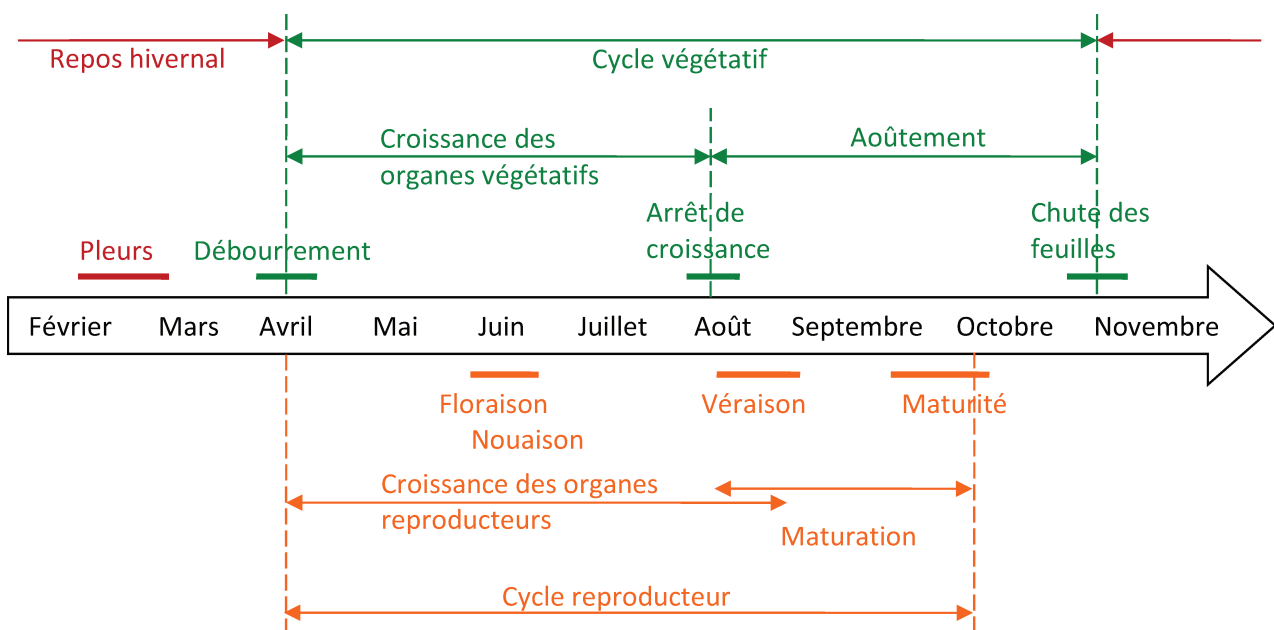 Repos hivernal
Cycle végétatif
Croissance des
organes végétatifs
Aoûtement
Arrêt de
croissance
Chute des
feuilles
Pleurs
Débourrement
Février Mars Avril Mai Juin Juillet Août Septembre Octobre Novembre
Floraison
Nouaison
Véraison
Maturité
Croissance des organes
reproducteurs
Maturation
Cycle reproducteur